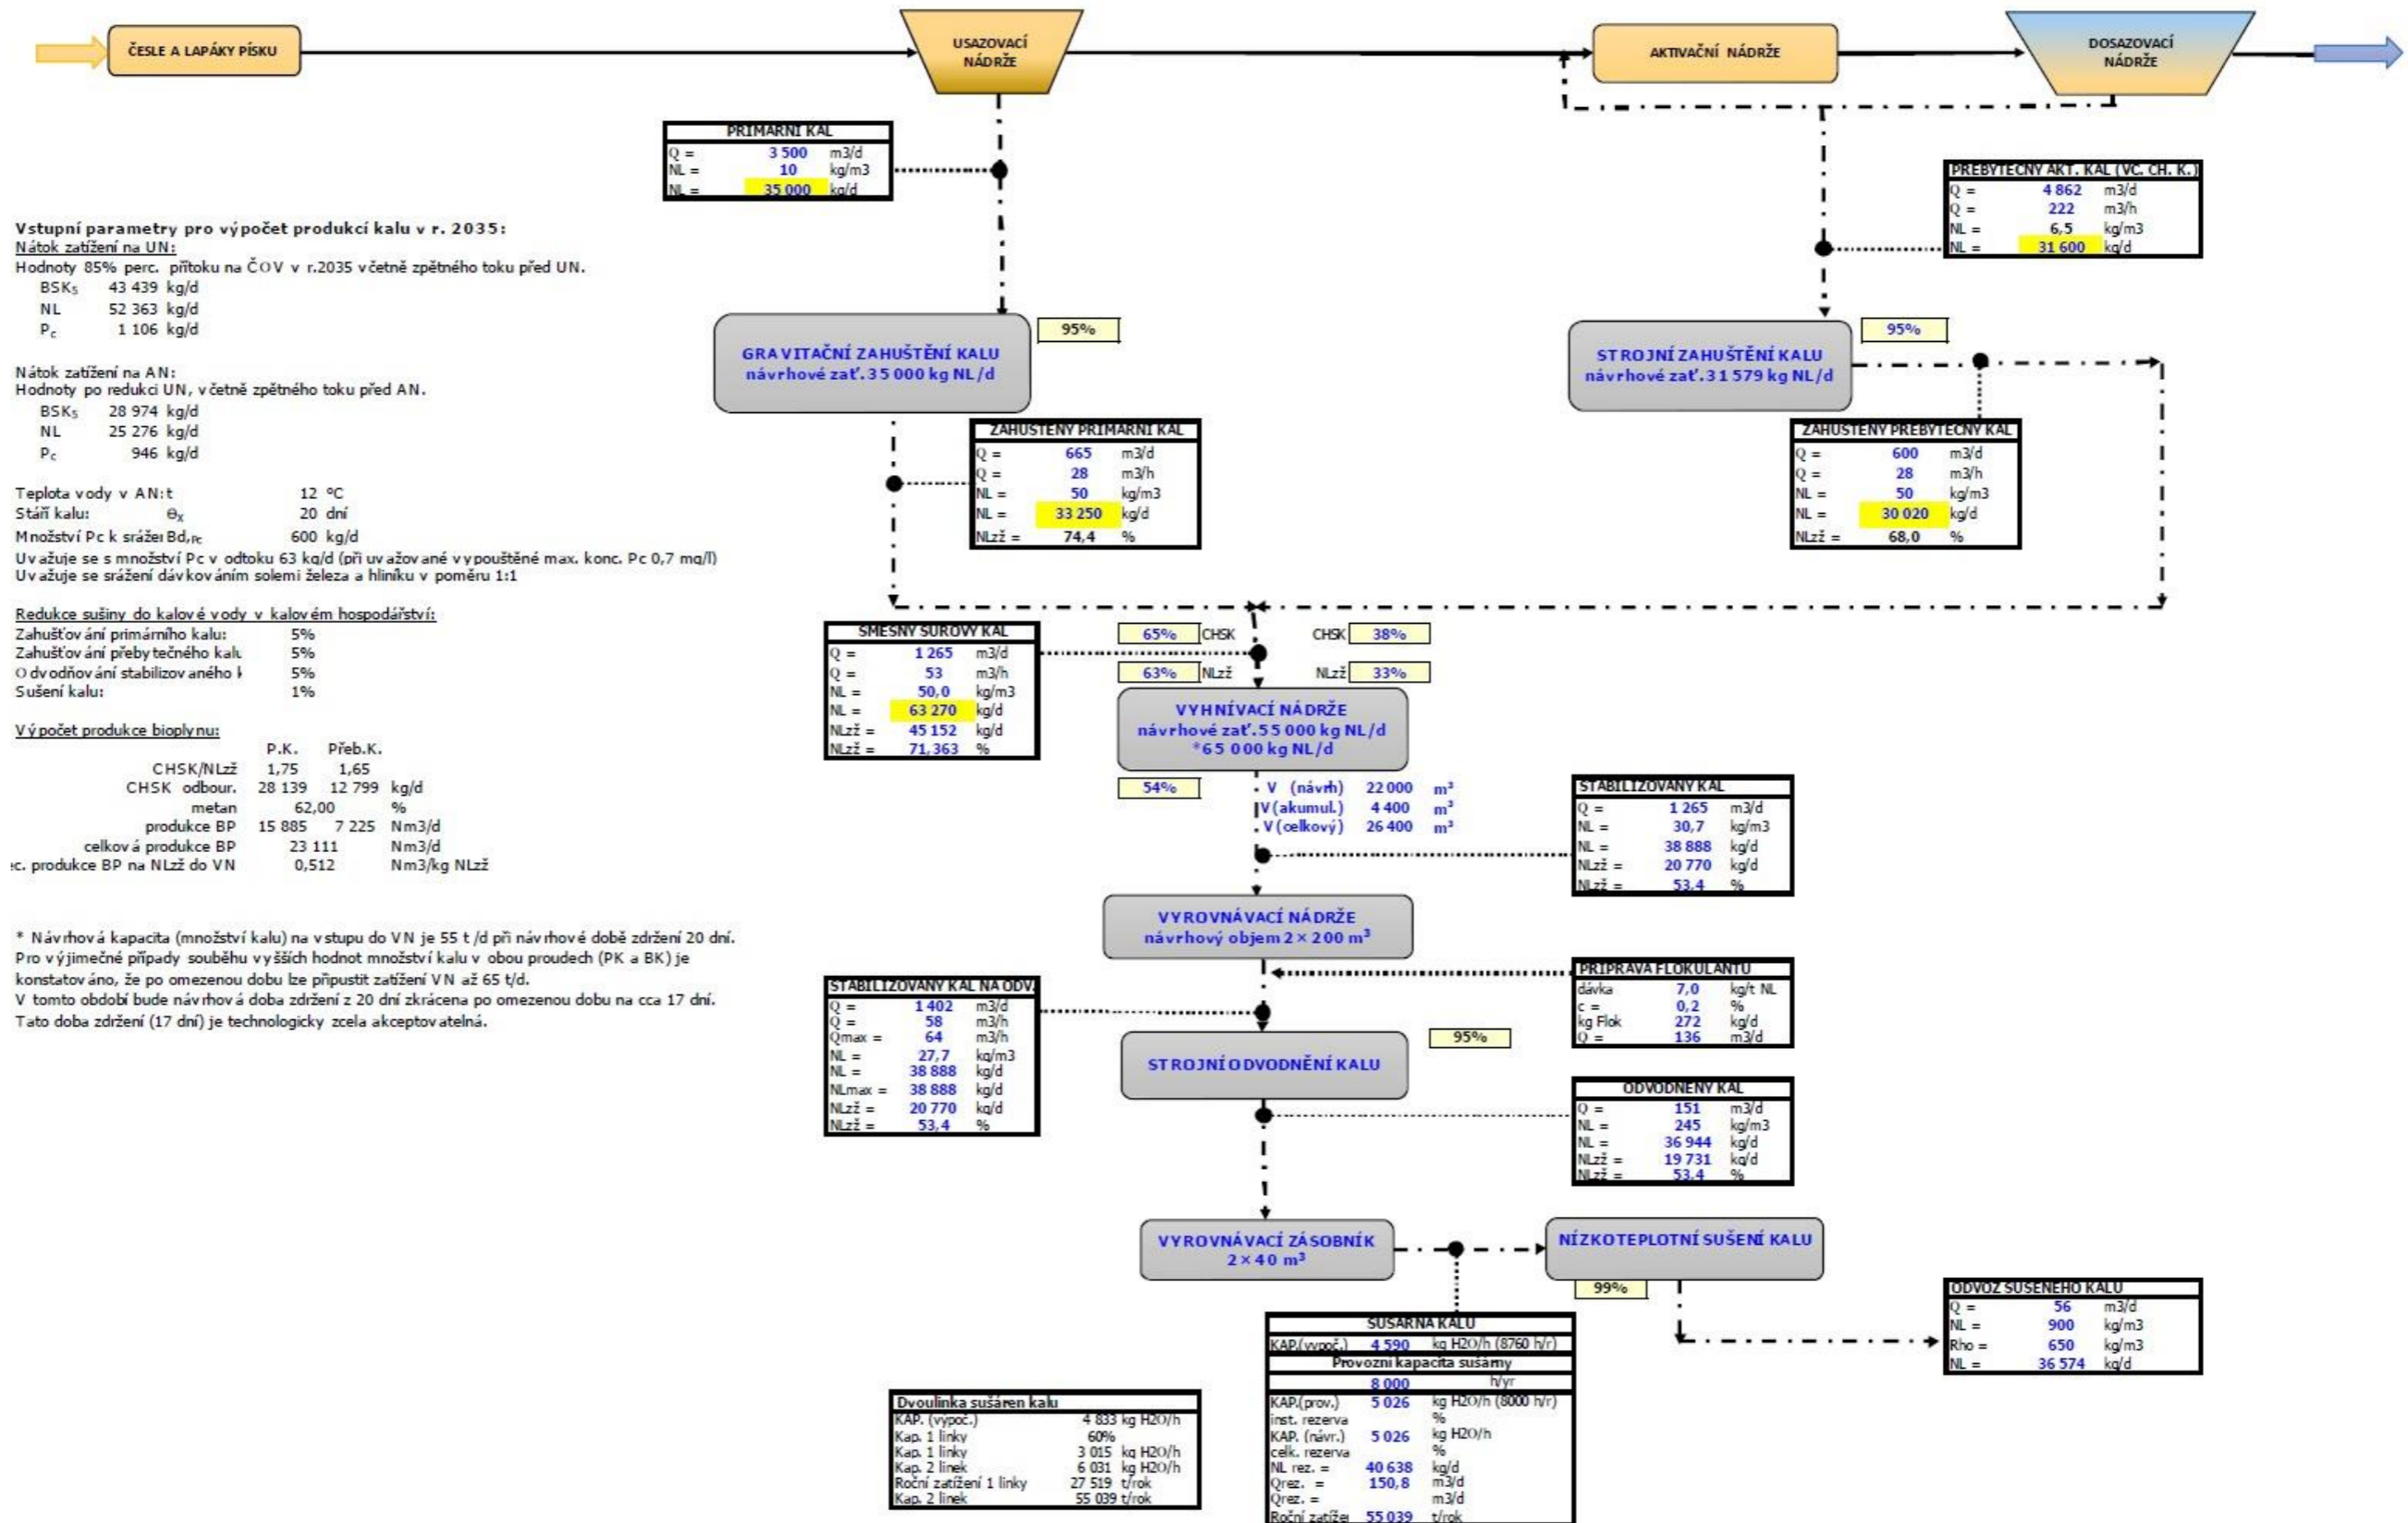 ČESLE A LAPÁKY PÍSKU
USAZOVACÍ
NÁDRŽE
AKTIVAČNÍ NÁDRŽE
DOSAZOVACÍ
NÁDRŽE
PRIMÁRNÍ KAL
Q = 3 500 m3/d
NL = 10 kg/m3
NL = 35 000 kg/d
PŘEBYTEČNÝ AKT. KAL (VČ. CH. K.)
Q = 4 862 m3/d
Q = 222 m3/h
NL = 6,5 kg/m3
NL = 31 600 kg/d
Vstupní parametry pro výpočet produkcí kalu v r. 2035:
Nátok zatížení na UN:
Hodnoty 85% perc. přítoku na ČOV v r.2035 včetně zpětného toku před UN.
BSK5 43 439 kg/d
NL 52 363 kg/d
Pc 1 106 kg/d
Nátok zatížení na AN:
Hodnoty po redukci UN, včetně zpětného toku před AN.
BSK5 28 974 kg/d
NL 25 276 kg/d
Pc 946 kg/d
Teplota vody v AN: t 12 ºC
Stáří kalu: ϴX 20 dní
Množství Pc k srážen Bd,Pc 600 kg/d
Uvažuje se s množství Pc v odtoku 63 kg/d (při uvažované vypouštěné max. konc. Pc 0,7 mg/l)
Uvažuje se srážení dávkováním solemi železa a hliníku v poměru 1:1
Redukce sušiny do kalové vody v kalovém hospodářství:
Zahušťování primárního kalu: 5%
Zahušťování přebytečného kalu 5%
Odvodňování stabilizovaného k 5%
Sušení kalu: 1%
Výpočet produkce bioplynu:
P.K. Přeb.K.
CHSK/NLzž 1,75 1,65
CHSK odbour. 28 139 12 799 kg/d
metan 62,00 %
produkce BP 15 885 7 225 Nm3/d
celková produkce BP 23 111 Nm3/d
ec. produkce BP na NLzž do VN 0,512 Nm3/kg NLzž
* Návrhová kapacita (množství kalu) na vstupu do VN je 55 t /d při návrhové době zdržení 20 dní.
Pro výjimečné případy souběhu vyšších hodnot množství kalu v obou proudech (PK a BK) je
konstatováno, že po omezenou dobu lze připustit zatížení VN až 65 t/d.
V tomto období bude návrhová doba zdržení z 20 dní zkrácena po omezenou dobu na cca 17 dní.
Tato doba zdržení (17 dní) je technologicky zcela akceptovatelná.
95%
GRAVITAČNÍ ZAHUŠTĚNÍ KALU
návrhové zať.35 000 kg NL/d
95%
STROJNÍ ZAHUŠTĚNÍ KALU
návrhové zať.31 579 kg NL/d
ZAHUŠTĚNÝ PRIMÁRNÍ KAL
Q = 665 m3/d
Q = 28 m3/h
NL = 50 kg/m3
NL = 33 250 kg/d
NLzž = 74,4 %
ZAHUŠTĚNÝ PŘEBYTEČNÝ KAL
Q = 600 m3/d
Q = 28 m3/h
NL = 50 kg/m3
NL = 30 020 kg/d
NLzž = 68,0 %
SMĚSNÝ SUROVÝ KAL
Q = 1 265 m3/d
Q = 53 m3/h
NL = 50,0 kg/m3
NL = 63 270 kg/d
NLzž = 45 152 kg/d
NLzž = 71,363 %
65% CHSK CHSK 38%
63% NLzž NLzž 33%
VYHNÍVACÍ NÁDRŽE
návrhové zať.55 000 kg NL/d
*65 000 kg NL/d
54%
V (návrh) 22 000 m³
V (akumul.) 4 400 m³
V (celkový) 26 400 m³
STABILIZOVANÝ KAL
Q = 1 265 m3/d
NL = 30,7 kg/m3
NL = 38 888 kg/d
NLzž = 20 770 kg/d
NLzž = 53,4 %
VYROVNÁVACÍ NÁDRŽE
návrhový objem 2 × 200 m³
STABILIZOVANÝ KAL NA ODV.
Q = 1 402 m3/d
Q = 58 m3/h
Qmax = 64 m3/h
NL = 27,7 kg/m3
NL = 38 888 kg/d
NLmax = 38 888 kg/d
NLzž = 20 770 kg/d
NLzž = 53,4 %
PŘÍPRAVA FLOKULANTU
dávka 7,0 kg/t NL
c = 0,2 %
kg Flok 272 kg/d
Q = 136 m3/d
STROJNÍ ODVODNĚNÍ KALU
95%
ODVODNĚNÝ KAL
Q = 151 m3/d
NL = 245 kg/m3
NL = 36 944 kg/d
NLzž = 19 731 kg/d
NLzž = 53,4 %
VYROVNÁVACÍ ZÁSOBNÍK
2 × 40 m³
NÍZKOTEPLOTNÍ SUŠENÍ KALU
99%
ODVOZ SUŠENÉHO KALU
Q = 56 m3/d
NL = 900 kg/m3
Rho = 650 kg/m3
NL = 36 574 kg/d
SUŠÁRNA KALU
KAP.(vypoč.) 4 590 kg H2O/h (8760 h/r)
Provozní kapacita sušárny
8 000 h/yr
KAP.(prov.) 5 026 kg H2O/h (8000 h/r)
inst. rezerva %
KAP. (návr.) 5 026 kg H2O/h
celk. rezerva %
NL rez. = 40 638 kg/d
Qrez. = 150,8 m3/d
Qrez. = m3/d
Roční zatížen 55 039 t/rok
Dvoulinka sušáren kalu
KAP. (výpoč.) 4 833 kg H2O/h
Kap. 1 linky 60%
Kap. 1 linky 3 015 kg H2O/h
Kap. 2 linek 6 031 kg H2O/h
Roční zatížení 1 linky 27 519 t/rok
Kap. 2 linek 55 039 t/rok